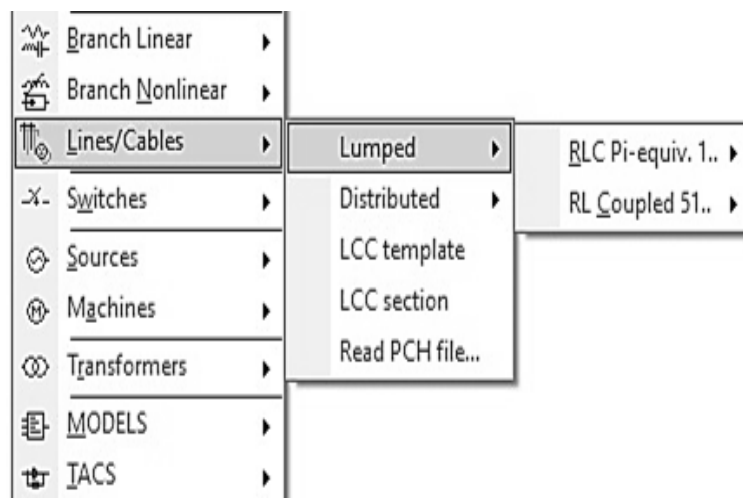 Branch Linear
Branch Nonlinear
Lines/Cables
Switches
Sources
Machines
Transformers
MODELS
TACS
Lumped
Distributed
LCC template
LCC section
Read PCH file...
RLC Pi-equiv. 1..
RL Coupled 51..